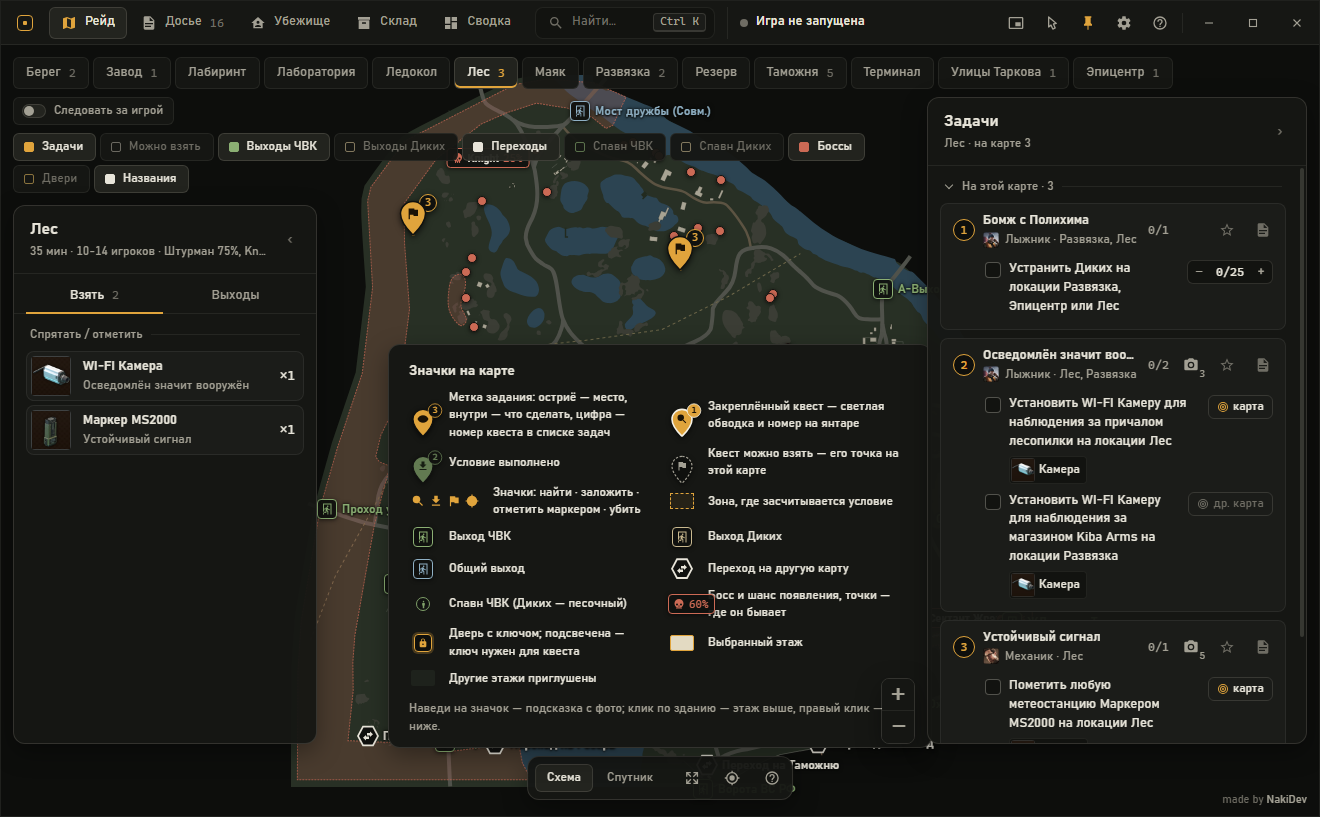 Рейд
Досье 16
Убежище
Склад
Сводка
Найти… Ctrl K
Игра не запущена
Берег 2
Завод 1
Лабиринт
Лаборатория
Ледокол
Лес 3
Маяк
Развязка 2
Резерв
Таможня 5
Терминал
Улицы Таркова 1
Эпицентр 1
Следовать за игрой
Мост дружбы (Совм.)
Задачи
Можно взять
Выходы ЧВК
Выходы Диких
Переходы
Спавн ЧВК
Спавн Диких
Боссы
Двери
Названия
Лес
35 мин · 10-14 игроков · Штурман 75%, Kn…
Взять 2
Выходы
Спрятать / отметить
WI-FI Камера
Осведомлён значит вооружён
×1
Маркер MS2000
Устойчивый сигнал
×1
3
3
А-Вы
Проход у
Значки на карте
3
Метка задания: остриё — место,
внутри — что сделать, цифра —
номер квеста в списке задач
1
Закреплённый квест — светлая
обводка и номер на янтаре
2
Условие выполнено
Квест можно взять — его точка на
этой карте
Значки: найти · заложить ·
отметить маркером · убить
Зона, где засчитывается условие
Выход ЧВК
Выход Диких
Общий выход
Переход на другую карту
Спавн ЧВК (Диких — песочный)
60%
Босс и шанс появления, точки —
где он бывает
Дверь с ключом; подсвечена —
ключ нужен для квеста
Выбранный этаж
Другие этажи приглушены
Наведи на значок — подсказка с фото; клик по зданию — этаж выше, правый клик —
ниже.
+
−
Таможню
Схема
Спутник
Задачи
Лес · на карте 3
На этой карте · 3
1
Бомж с Полихима
Лыжник · Развязка, Лес
0/1
Устранить Диких на
локации Развязка,
Эпицентр или Лес
− 0/25 +
2
Осведомлён значит воо…
Лыжник · Лес, Развязка
0/2
3
Установить WI-FI Камеру для
наблюдения за причалом
лесопилки на локации Лес
карта
Камера
Установить WI-FI Камеру
для наблюдения за
магазином Kiba Arms на
локации Развязка
др. карта
Камера
3
Устойчивый сигнал
Механик · Лес
0/1
5
Пометить любую
метеостанцию Маркером
MS2000 на локации Лес
карта
made by NakiDev